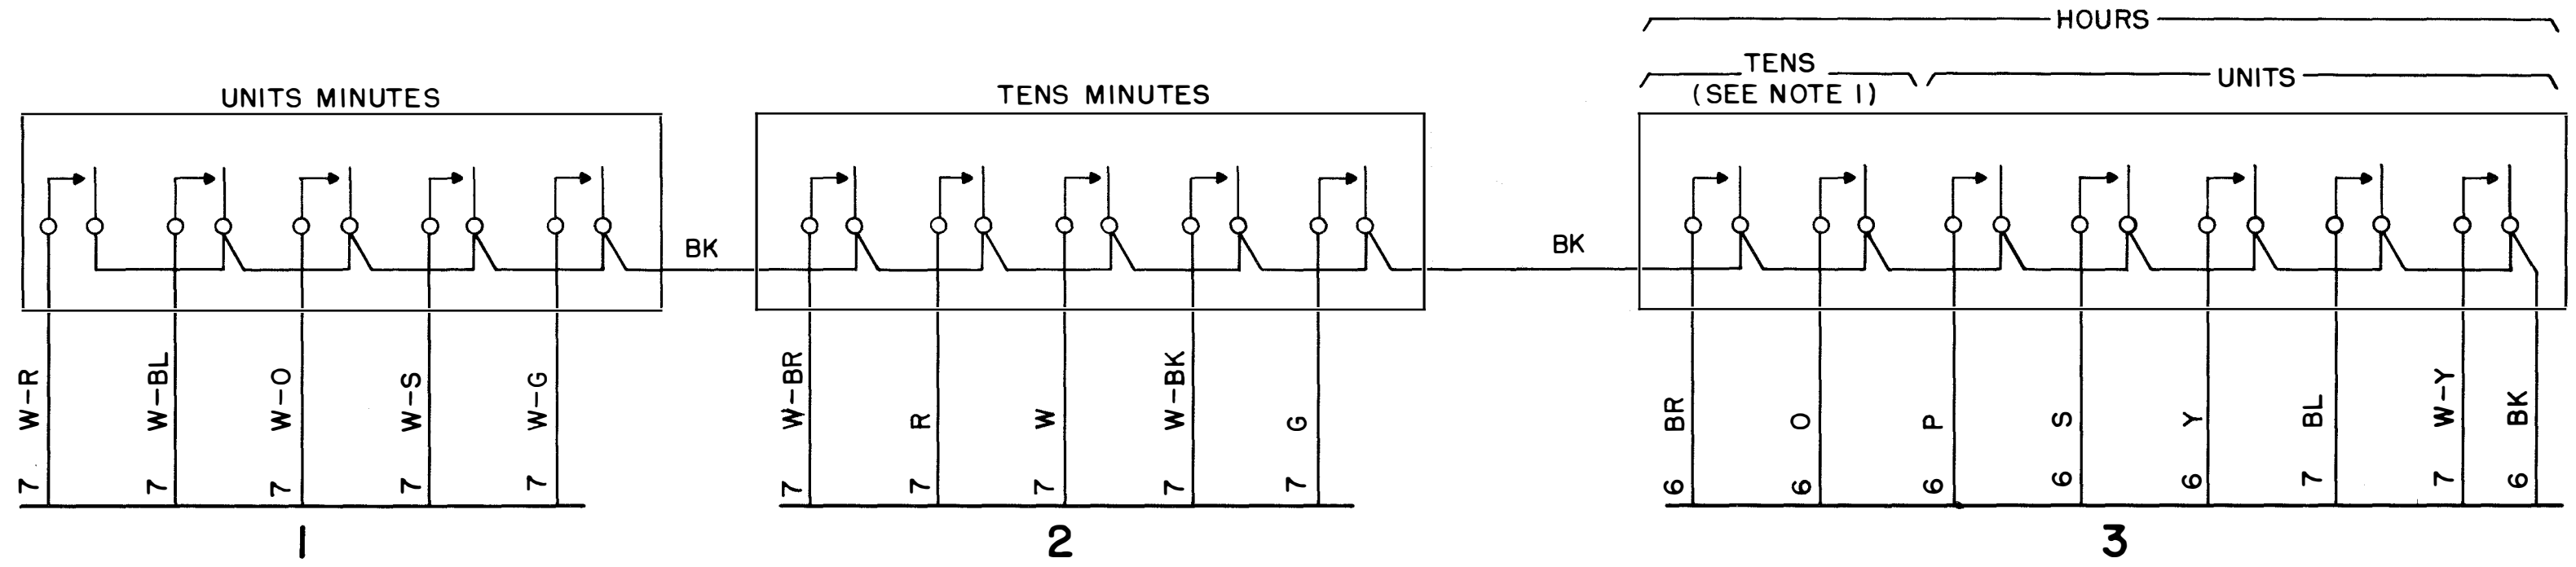 HOURS
TENS
(SEE NOTE 1)
UNITS
UNITS MINUTES
TENS MINUTES
BK
BK
7 W-R
7 W-BL
7 W-O
7 W-S
7 W-G
7 W-BR
7 R
7 W
7 W-BK
7 G
6 BR
6 O
6 P
6 S
6 Y
7 BL
7 W-Y
6 BK
1
2
3